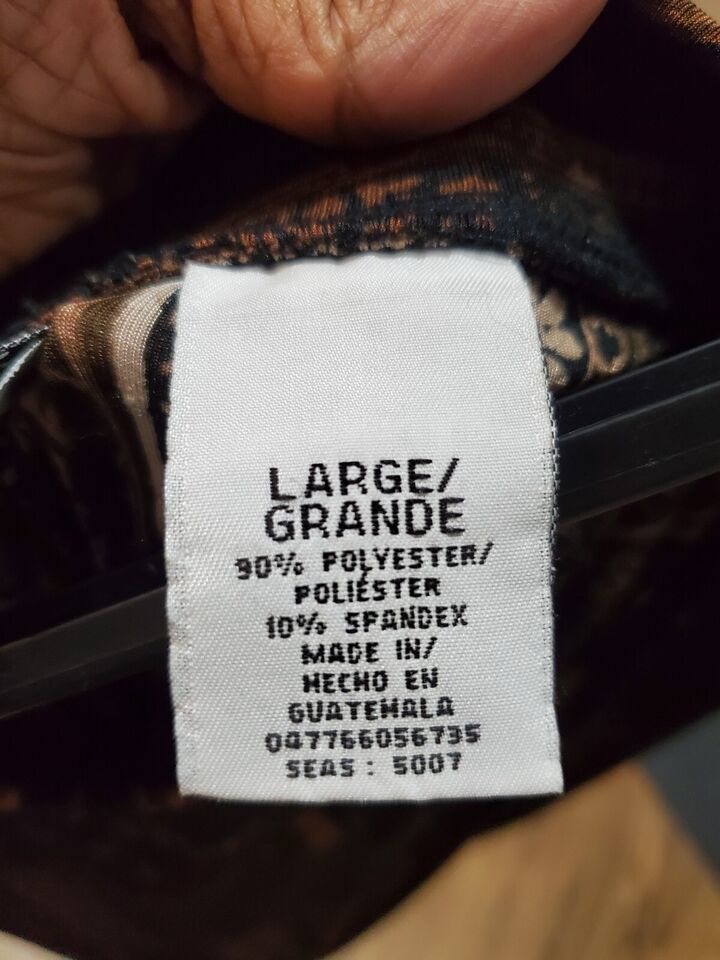 LARGE/
GRANDE
90% POLYESTER/
POLIÉSTER
10% SPANDEX
MADE IN/
HECHO EN
GUATEMALA
047766056735
SEAS: 5007